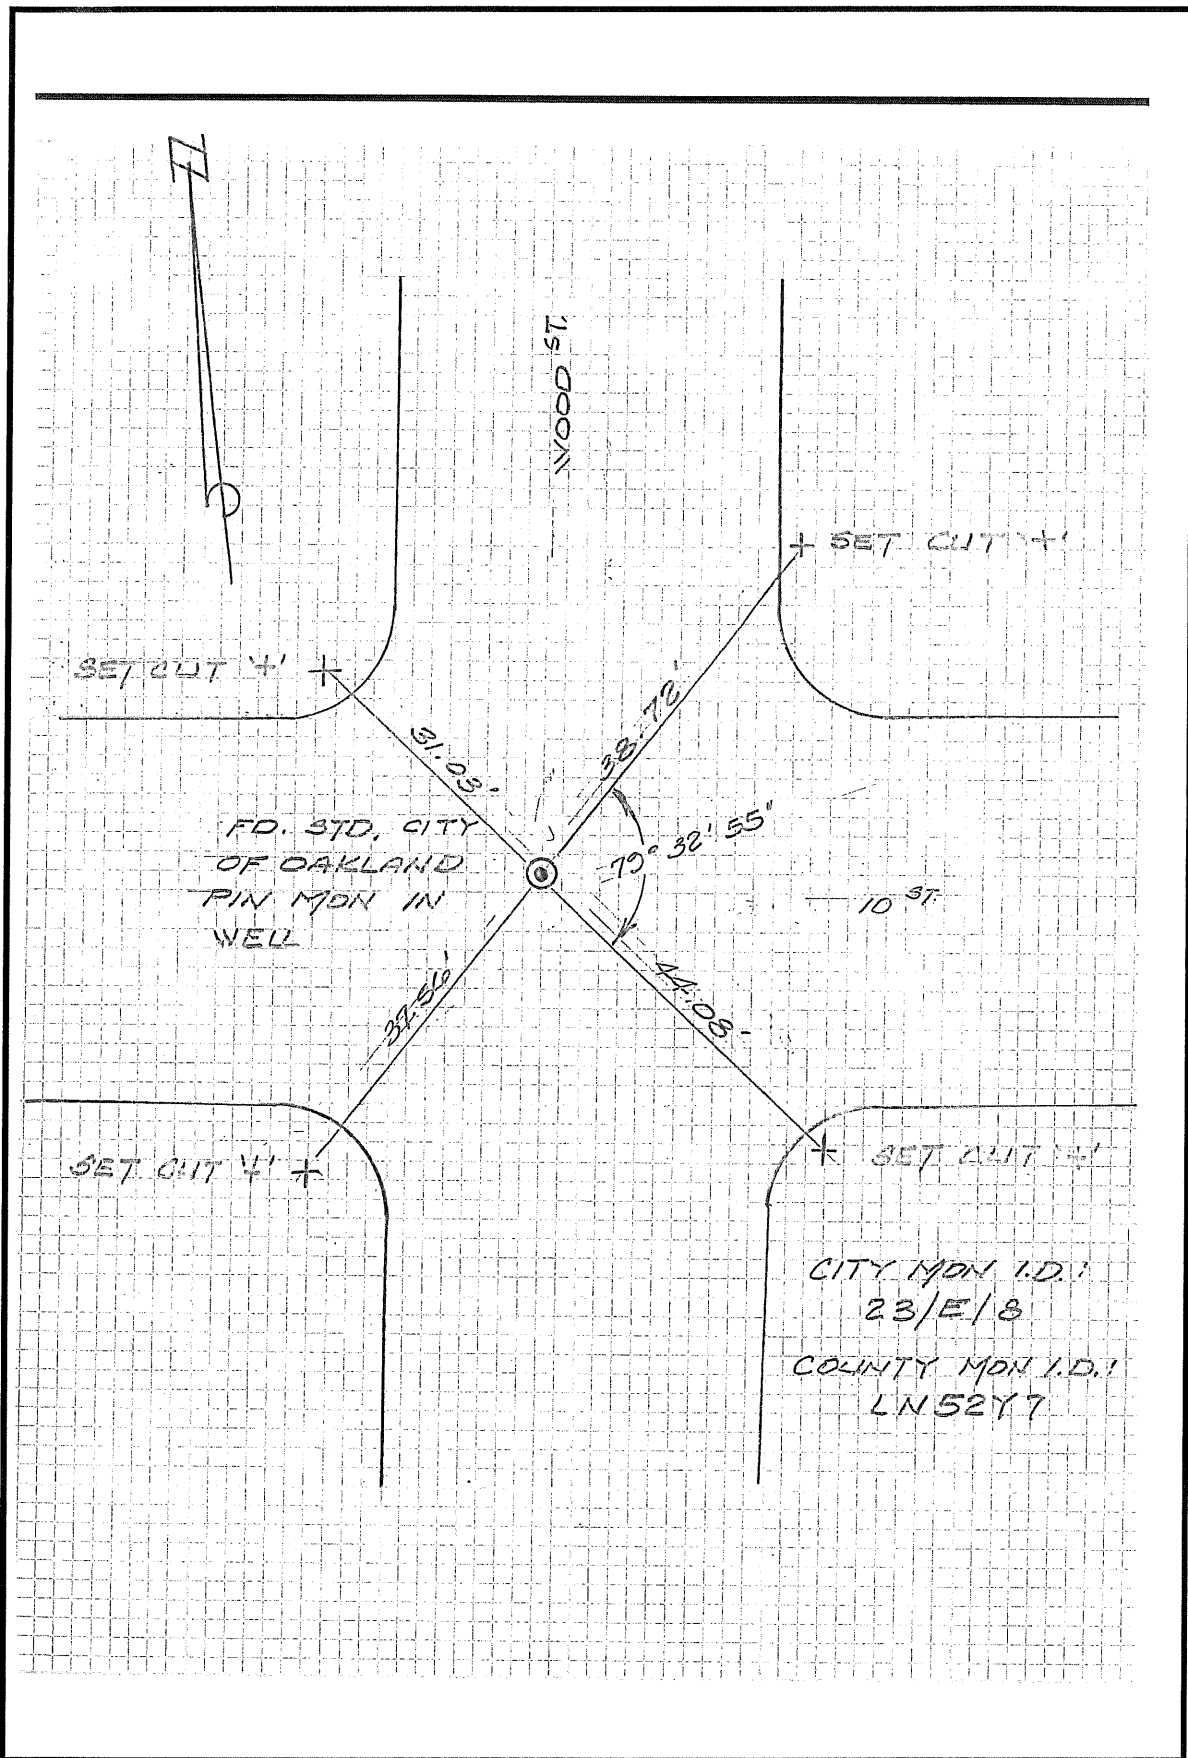 WOOD ST.
SET CUT '+'
SET CUT '+'
31.03'
38.72'
FD. STD. CITY
OF OAKLAND
PIN MON IN
WELL
79° 32' 55"
10 ST.
37.56'
44.08'
SET CUT '+'
SET CUT '+'
CITY MON I.D.:
23/E/8
COUNTY MON I.D.:
LN52Y7